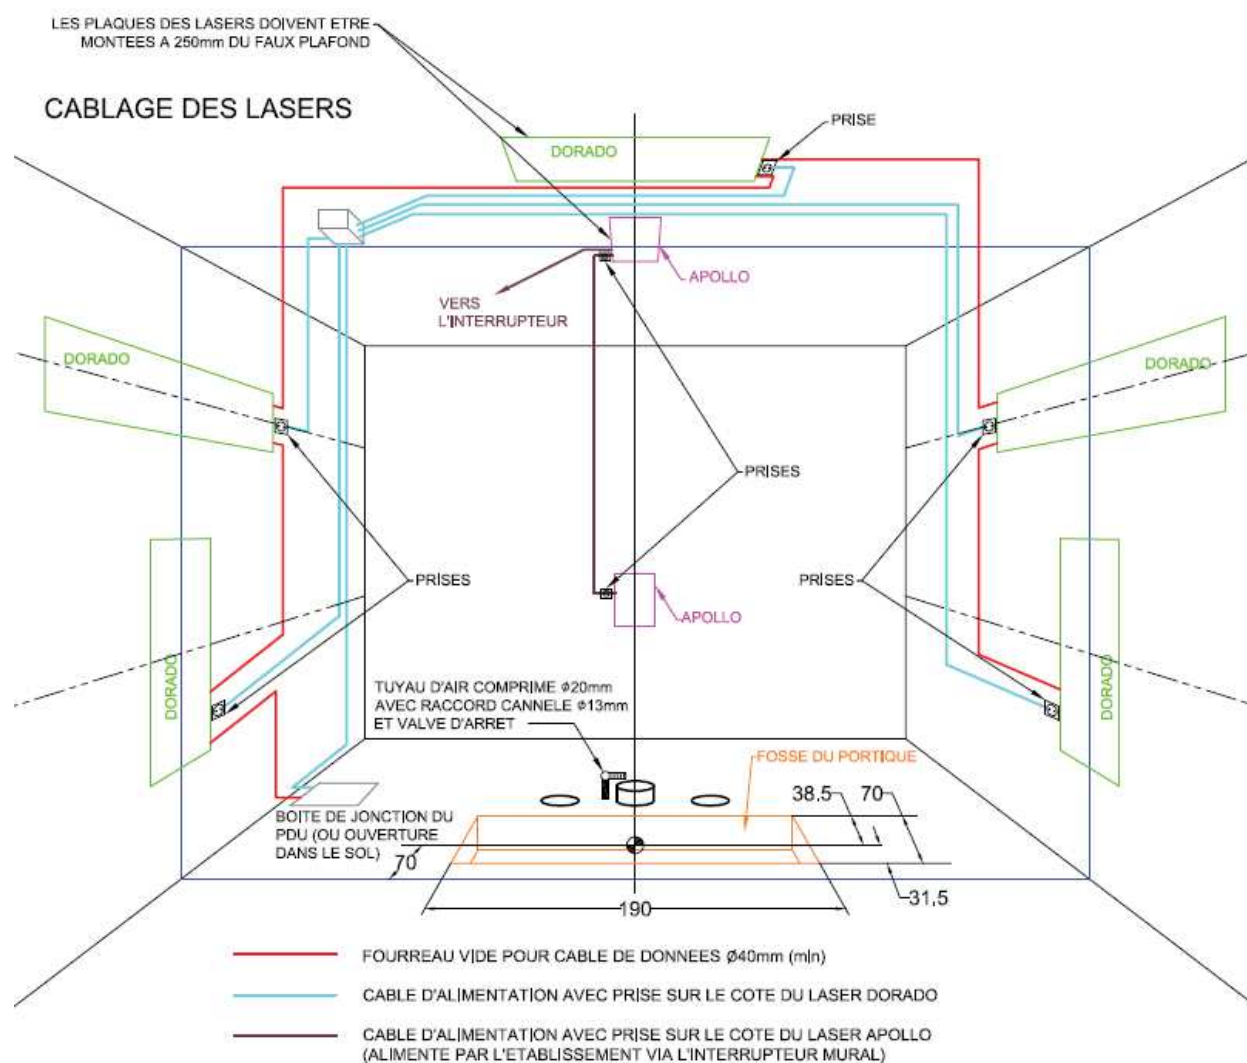 LES PLAQUES DES LASERS DOIVENT ETRE
MONTEES A 250mm DU FAUX PLAFOND
CABLAGE DES LASERS
PRISE
DORADO
APOLLO
VERS
L'INTERRUPTEUR
DORADO
DORADO
PRISES
PRISES
PRISES
APOLLO
DORADO
DORADO
TUYAU D'AIR COMPRIME ø20mm
AVEC RACCORD CANNELE ø13mm
ET VALVE D'ARRET
FOSSE DU PORTIQUE
38.5
70
BOITE DE JONCTION DU
PDU (OU OUVERTURE
DANS LE SOL)
70
31.5
190
FOURREAU VIDE POUR CABLE DE DONNEES Ø40mm (min)
CABLE D'ALIMENTATION AVEC PRISE SUR LE COTE DU LASER DORADO
CABLE D'ALIMENTATION AVEC PRISE SUR LE COTE DU LASER APOLLO
(ALIMENTE PAR L'ETABLISSEMENT VIA L'INTERRUPTEUR MURAL)